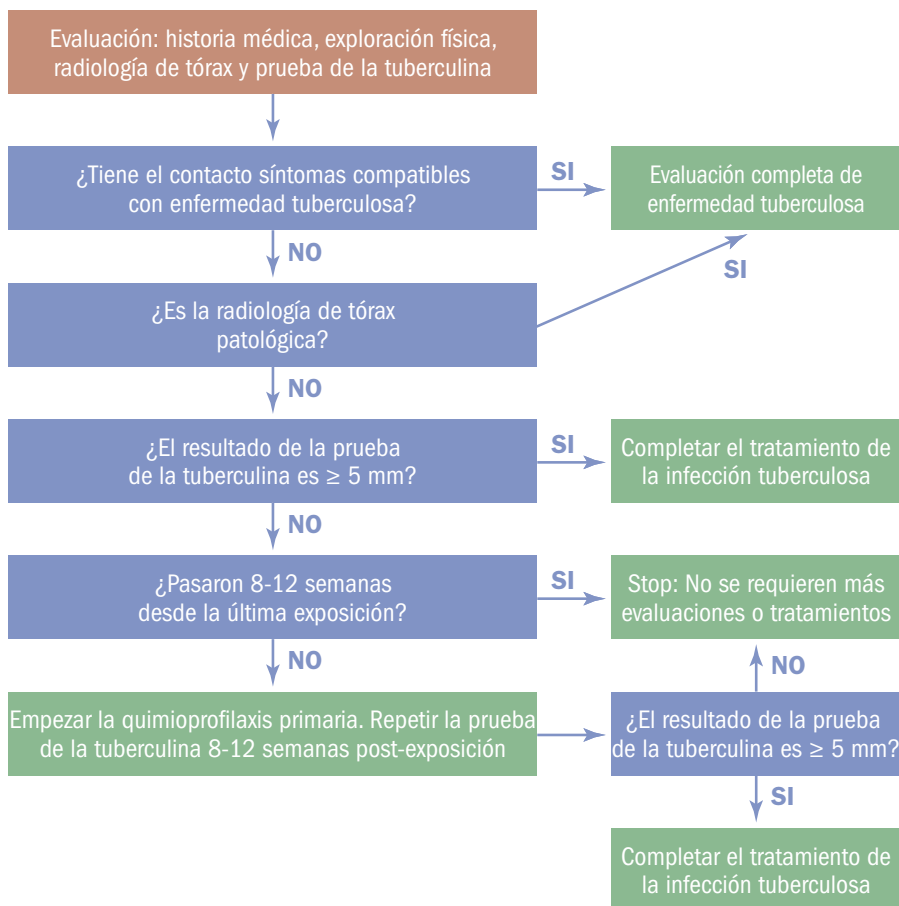 Evaluación: historia médica, exploración física,
radiología de tórax y prueba de la tuberculina
¿Tiene el contacto síntomas compatibles
con enfermedad tuberculosa?
SI
Evaluación completa de
enfermedad tuberculosa
NO
SI
¿Es la radiología de tórax
patológica?
NO
¿El resultado de la prueba
de la tuberculina es ≥ 5 mm?
SI
Completar el tratamiento de
la infección tuberculosa
NO
¿Pasaron 8-12 semanas
desde la última exposición?
SI
Stop: No se requieren más
evaluaciones o tratamientos
NO
NO
Empezar la quimioprofilaxis primaria. Repetir la prueba
de la tuberculina 8-12 semanas post-exposición
¿El resultado de la prueba
de la tuberculina es ≥ 5 mm?
SI
Completar el tratamiento de
la infección tuberculosa